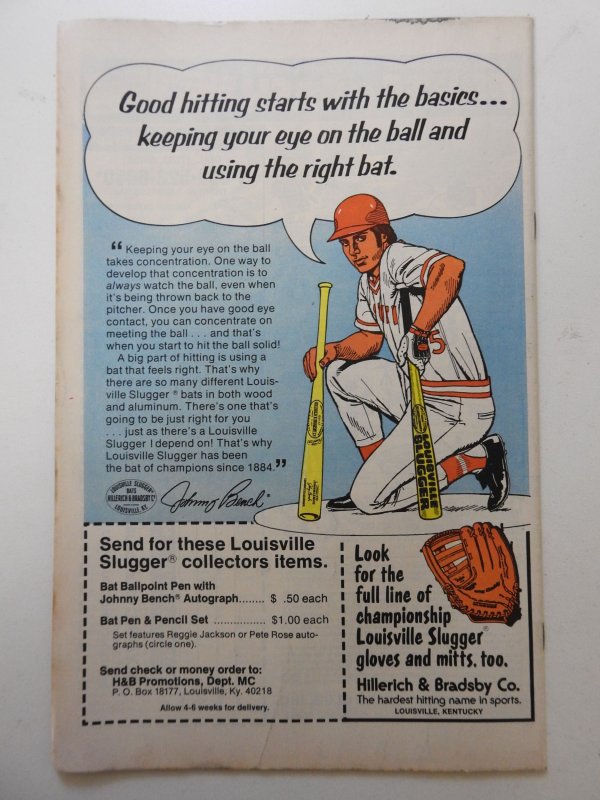 Good hitting starts with the basics...
keeping your eye on the ball and
using the right bat.
“ Keeping your eye on the ball
takes concentration. One way to
develop that concentration is to
always watch the ball, even when
it's being thrown back to the
pitcher. Once you have good eye
contact, you can concentrate on
meeting the ball . . . and that's
when you start to hit the ball solid!
A big part of hitting is using a
bat that feels right. That's why
there are so many different Louis-
ville Slugger ® bats in both wood
and aluminum. There's one that's
going to be just right for you
. . . just as there's a Louisville
Slugger I depend on! That's why
Louisville Slugger has been
the bat of champions since 1884.”
LOUISVILLE SLUGGER
BATS
HILLERICH & BRADSBY Cº
LOUISVILLE, KY.
Johnny Bench®
5
LOUISVILLE
SLUGGER
Send for these Louisville
Slugger® collectors items.
Bat Ballpoint Pen with
Johnny Bench® Autograph........ $ .50 each
Bat Pen & Pencil Set ................ $1.00 each
Set features Reggie Jackson or Pete Rose auto-
graphs (circle one).
Send check or money order to:
H&B Promotions, Dept. MC
P. O. Box 18177, Louisville, Ky. 40218
Allow 4-6 weeks for delivery.
Look
for the
full line of
championship
Louisville Slugger®
gloves and mitts, too.
Hillerich & Bradsby Co.
The hardest hitting name in sports.
LOUISVILLE, KENTUCKY